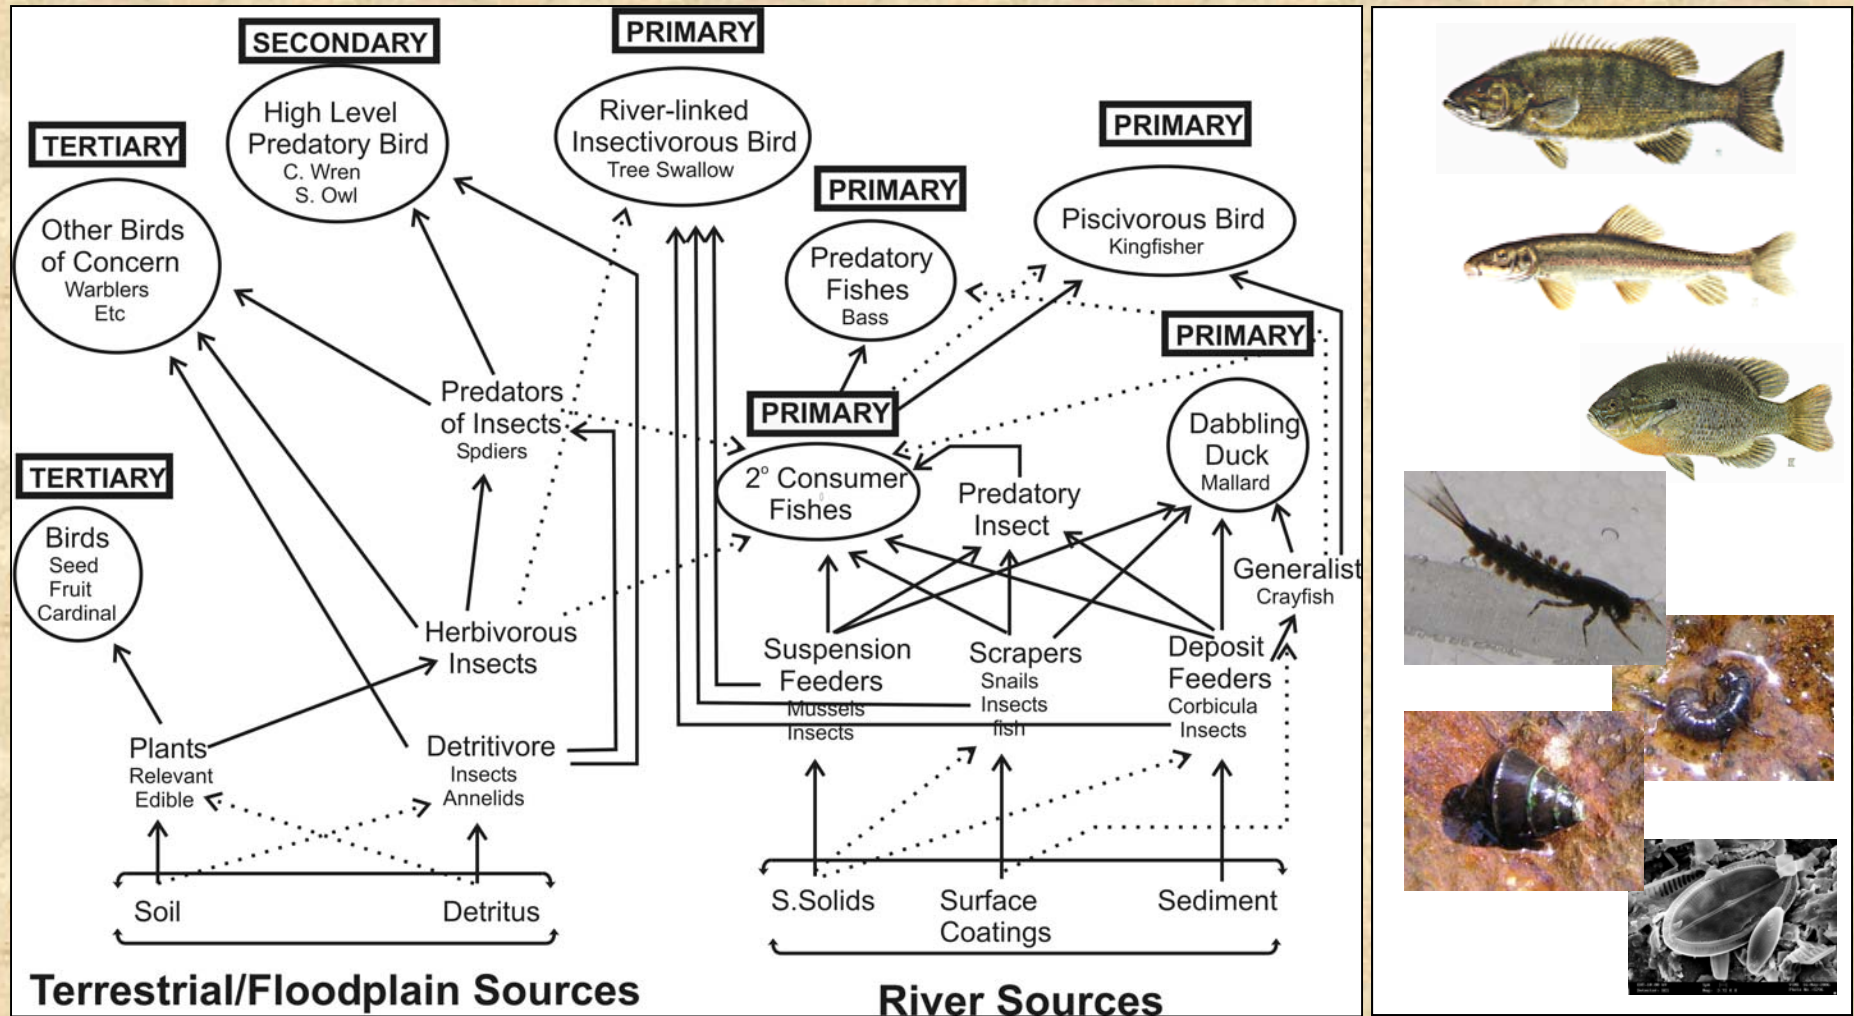 SECONDARY
PRIMARY
High Level
Predatory Bird
C. Wren
S. Owl
River-linked
Insectivorous Bird
Tree Swallow
PRIMARY
TERTIARY
PRIMARY
Other Birds
of Concern
Warblers
Etc
Piscivorous Bird
Kingfisher
Predatory
Fishes
Bass
PRIMARY
Predators
of Insects
Spdiers
PRIMARY
Dabbling
Duck
Mallard
TERTIARY
2° Consumer
Fishes
Predatory
Insect
Birds
Seed
Fruit
Cardinal
Generalist
Crayfish
Herbivorous
Insects
Suspension
Feeders
Mussels
Insects
Scrapers
Snails
Insects
fish
Deposit
Feeders
Corbicula
Insects
Plants
Relevant
Edible
Detritivore
Insects
Annelids
Soil
Detritus
S.Solids
Surface
Coatings
Sediment
Terrestrial/Floodplain Sources
River Sources